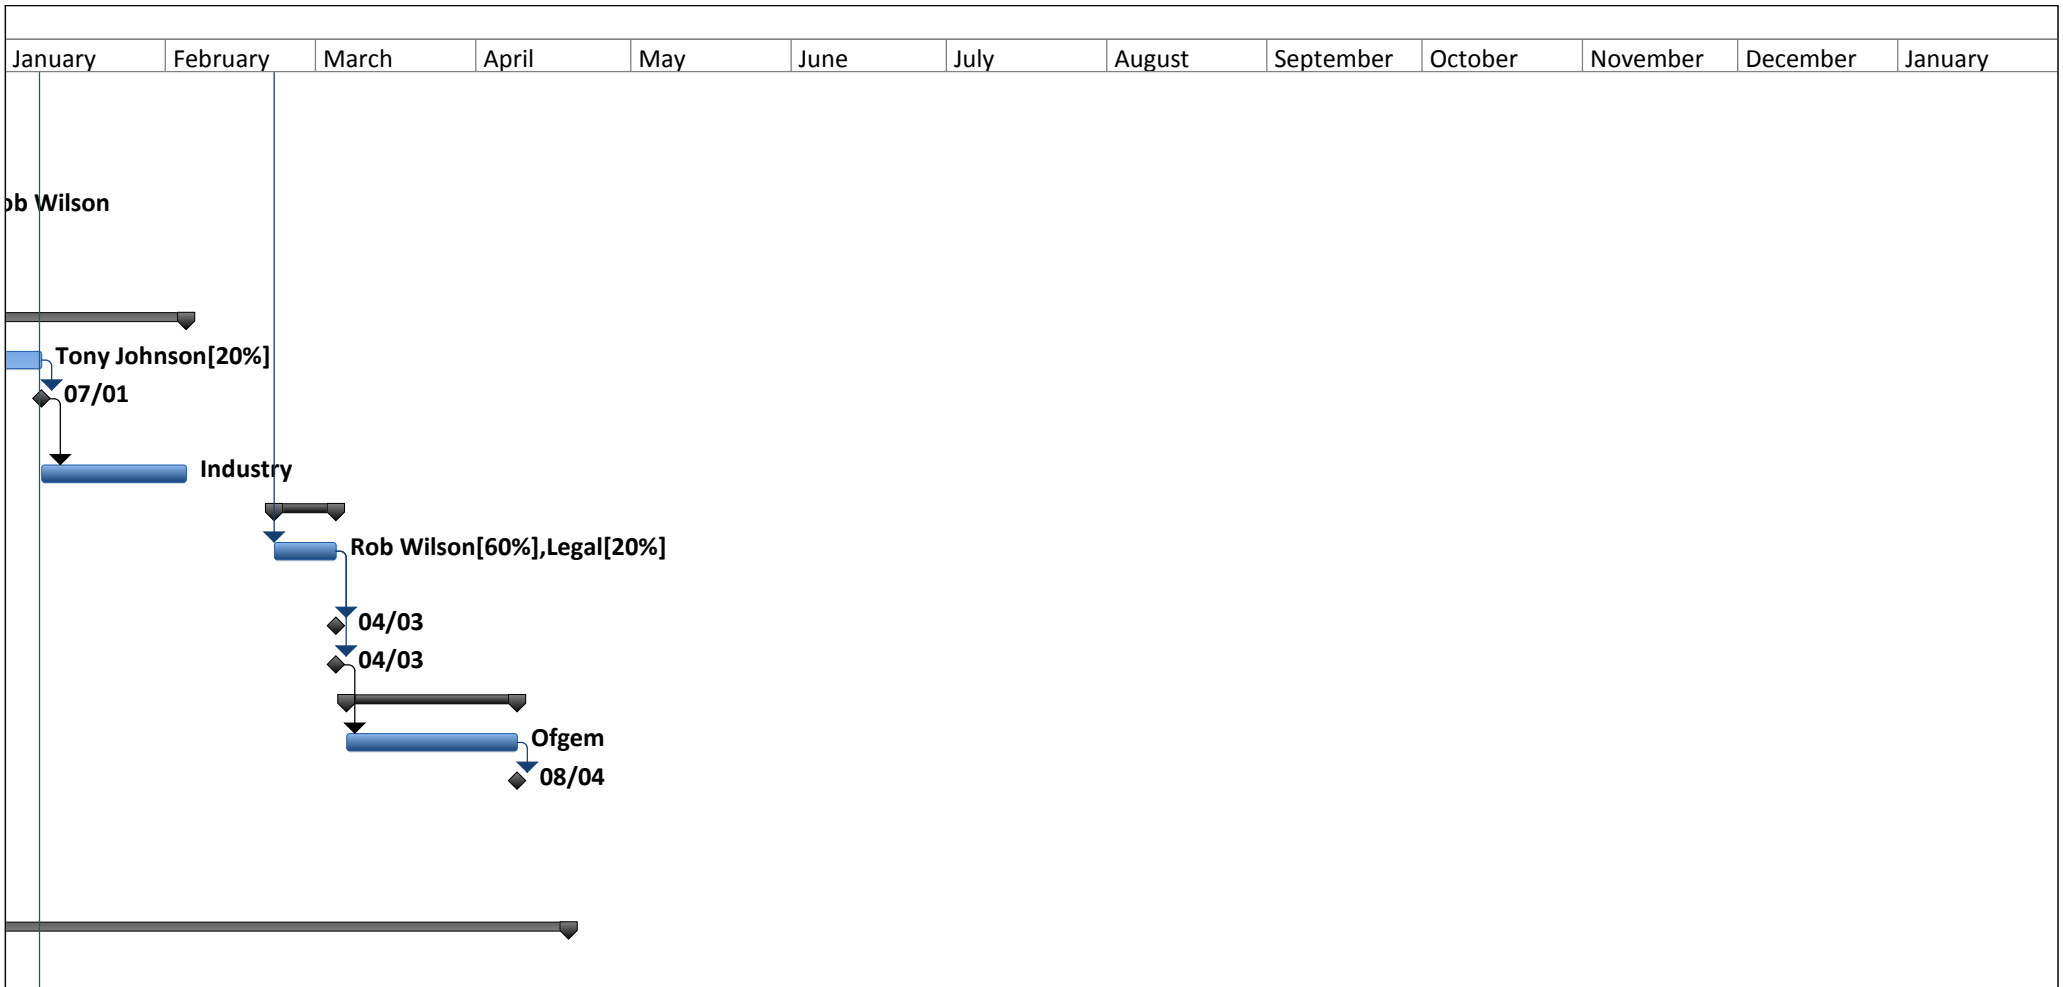 January February March April May June July August September October November December January
ob Wilson
Tony Johnson[20%]
07/01
Industry
Rob Wilson[60%],Legal[20%]
04/03
04/03
Ofgem
08/04